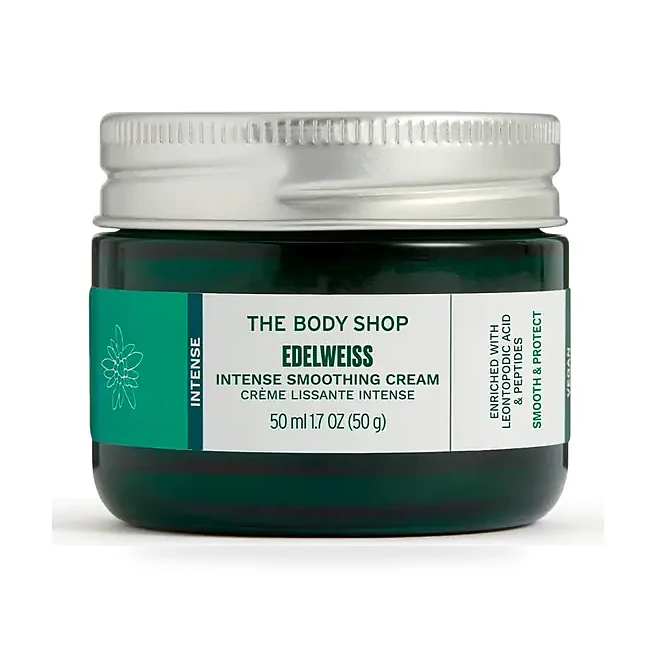 INTENSE
THE BODY SHOP
EDELWEISS
INTENSE SMOOTHING CREAM
CRÈME LISSANTE INTENSE
50 ml 1.7 OZ (50 g)
ENRICHED WITH
LEONTOPODIC ACID
& PEPTIDES
SMOOTH & PROTECT
VEGAN